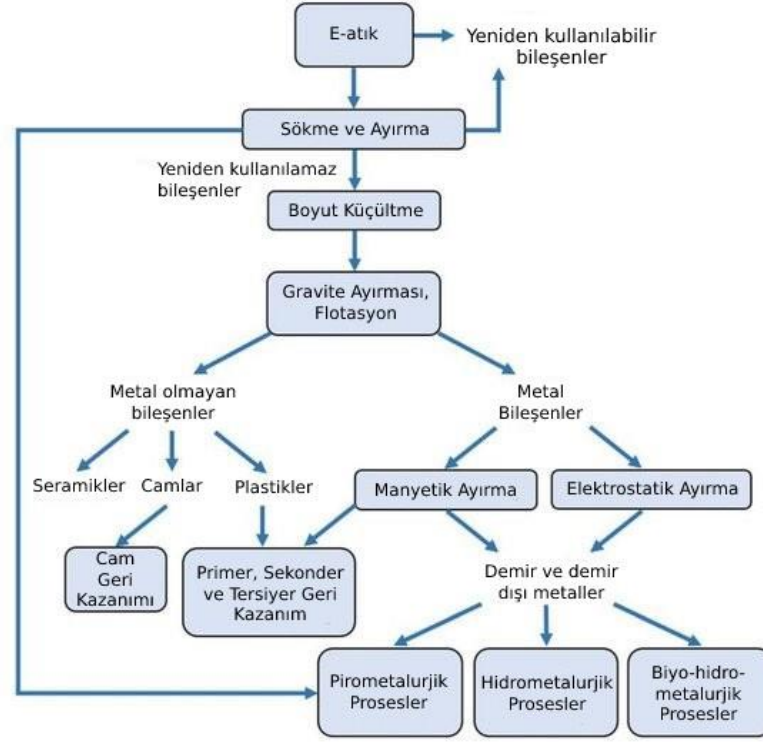 E-atık
Yeniden kullanılabilir
bileşenler
Sökme ve Ayırma
Yeniden kullanılamaz
bileşenler
Boyut Küçültme
Gravite Ayırması,
Flotasyon
Metal olmayan
bileşenler
Metal
Bileşenler
Seramikler
Camlar
Plastikler
Manyetik Ayırma
Elektrostatik Ayırma
Cam
Geri
Kazanımı
Primer, Sekonder
ve Tersiyer Geri
Kazanım
Demir ve demir
dışı metaller
Pirometalurjik
Prosesler
Hidrometalurjik
Prosesler
Biyo-hidro-
metalurjik
Prosesler